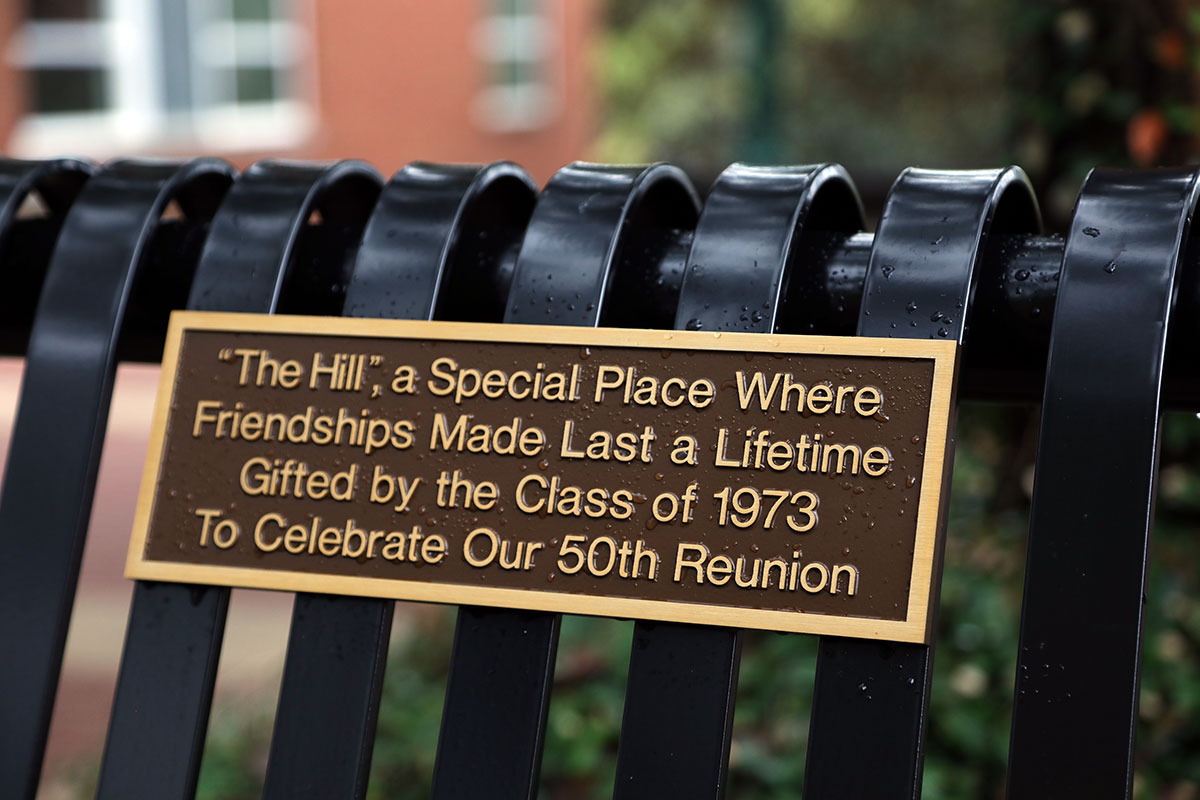 “The Hill”, a Special Place Where
Friendships Made Last a Lifetime
Gifted by the Class of 1973
To Celebrate Our 50th Reunion